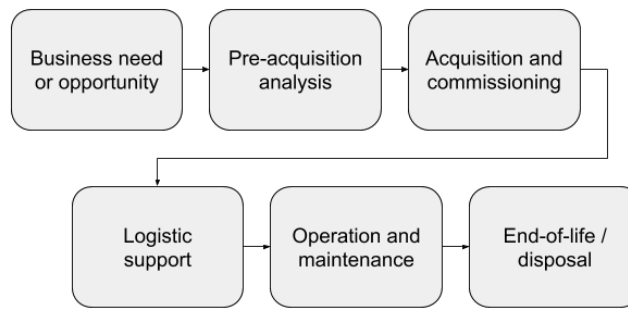 Business need
or opportunity
Pre-acquisition
analysis
Acquisition and
commissioning
Logistic
support
Operation and
maintenance
End-of-life /
disposal